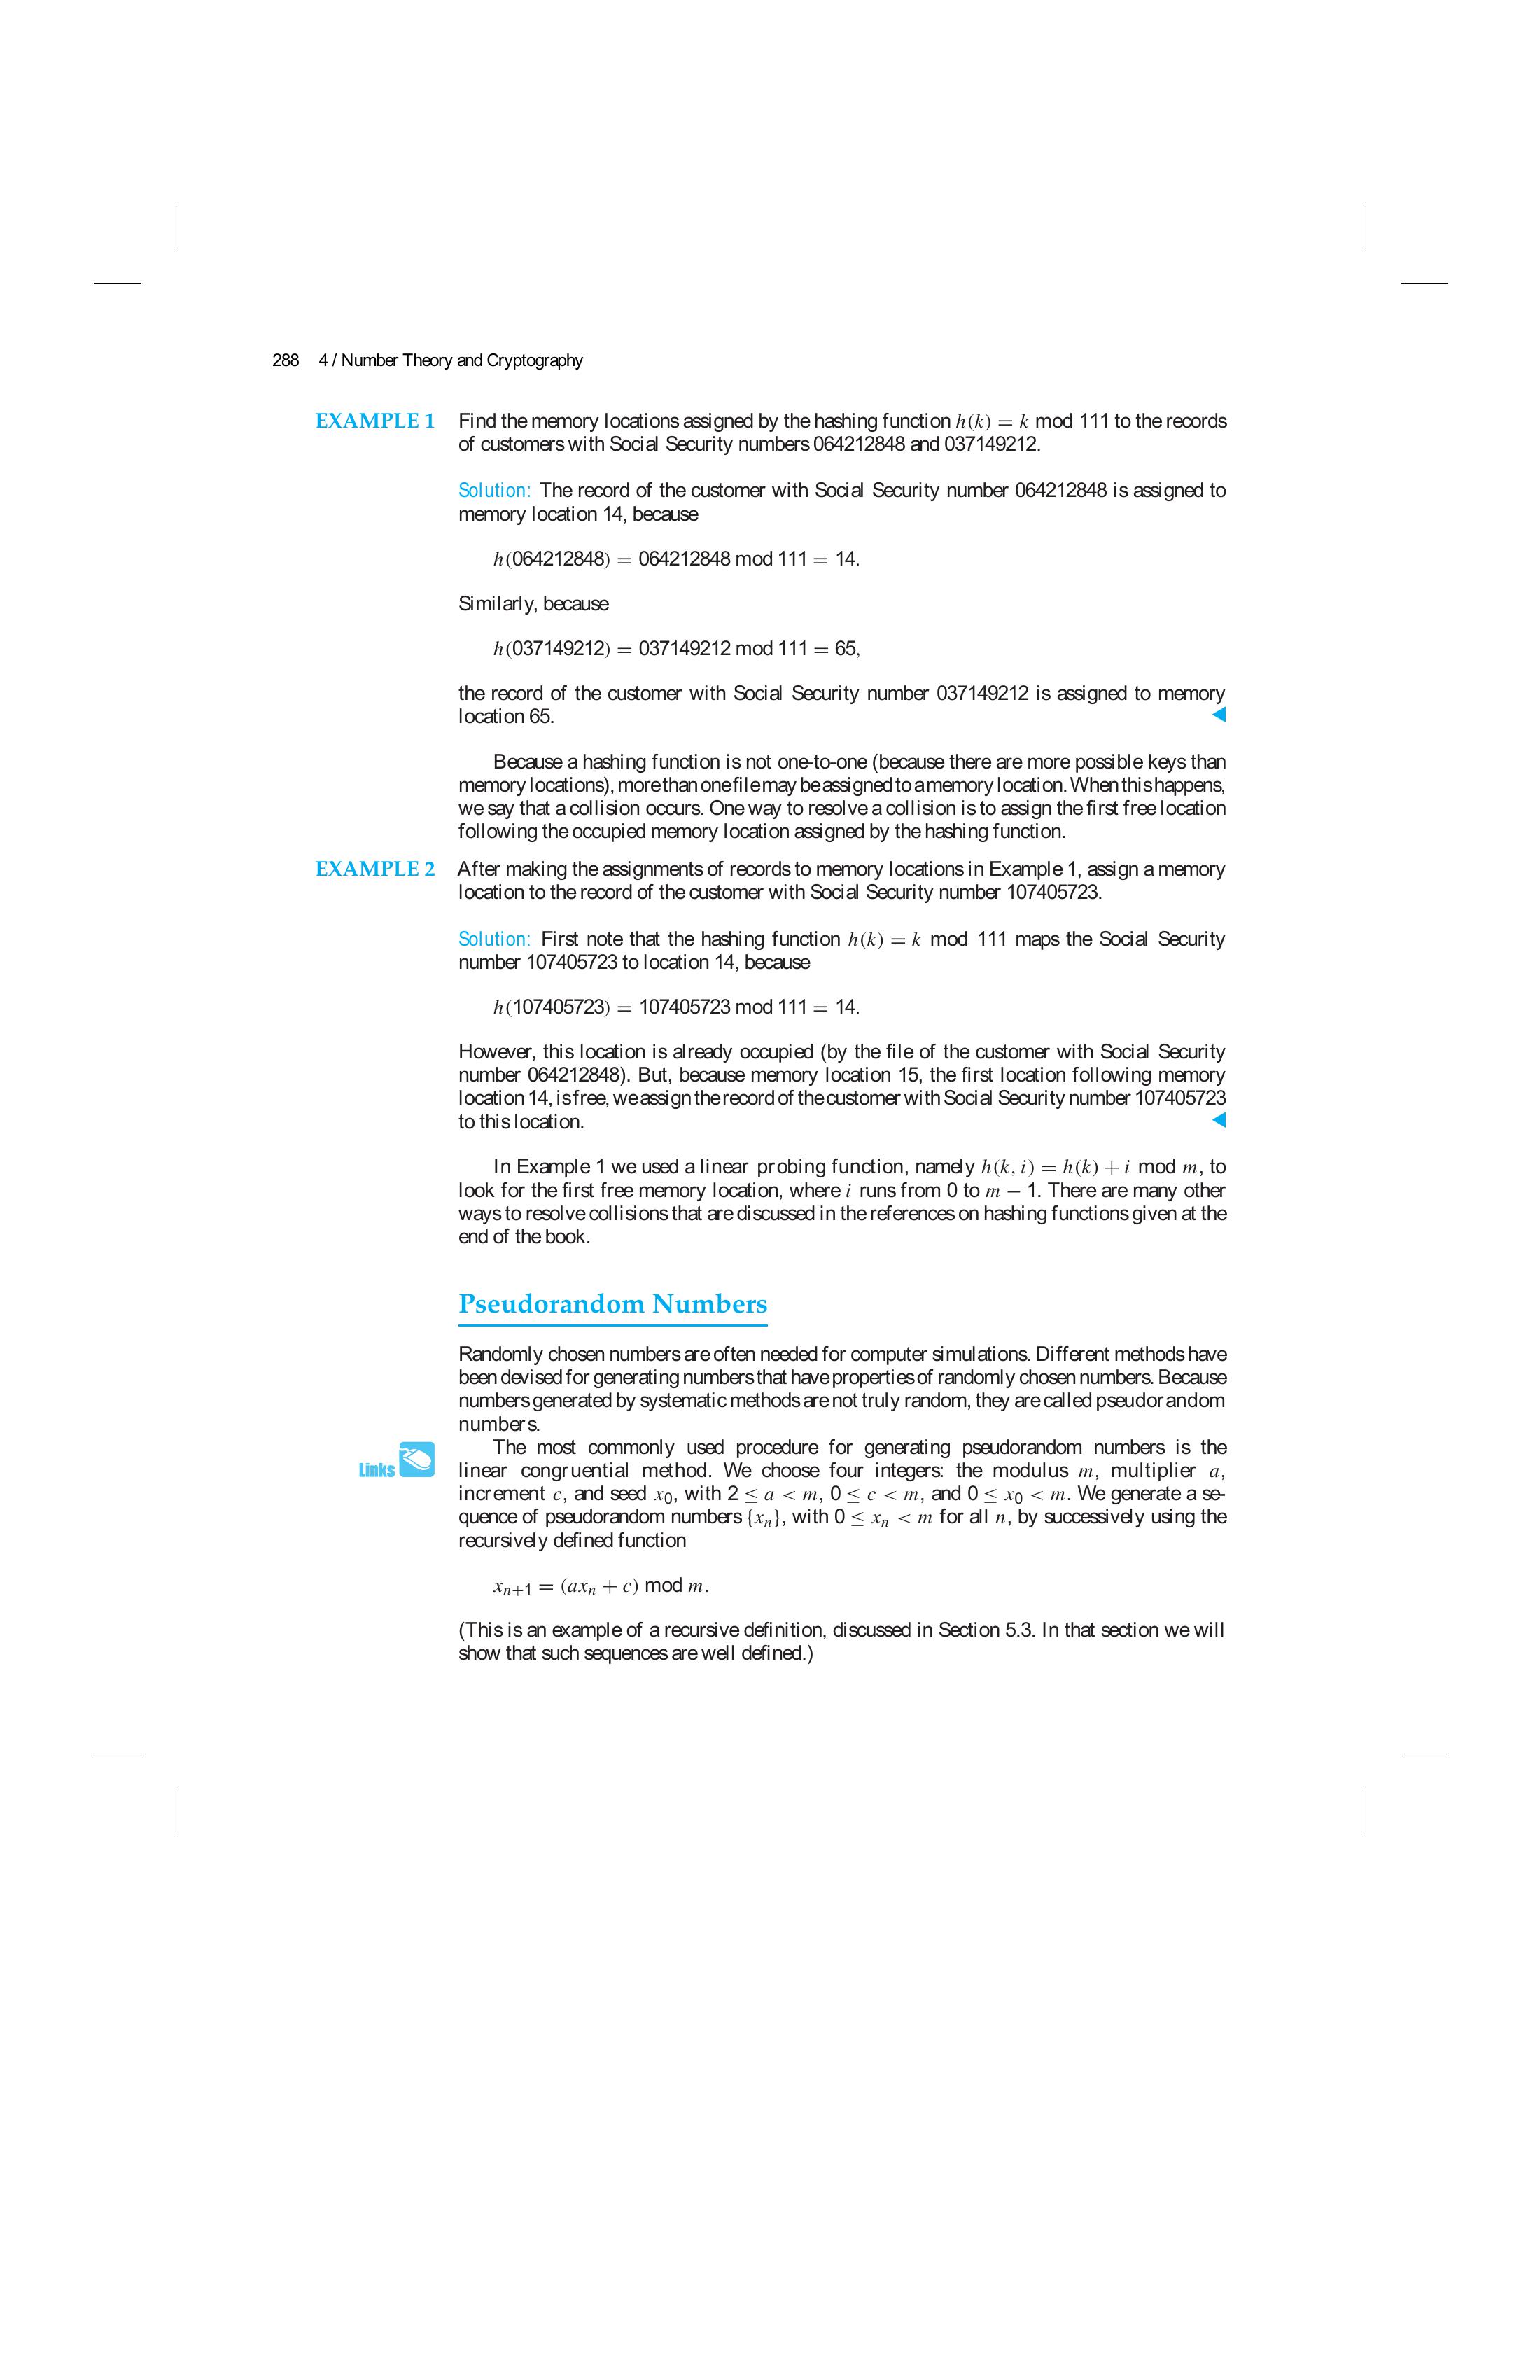 288 4 / Number Theory and Cryptography
EXAMPLE 1 Find the memory locations assigned by the hashing function h(k) = k mod 111 to the records
of customers with Social Security numbers 064212848 and 037149212.
Solution: The record of the customer with Social Security number 064212848 is assigned to
memory location 14, because
h(064212848) = 064212848 mod 111 = 14.
Similarly, because
h(037149212) = 037149212 mod 111 = 65,
the record of the customer with Social Security number 037149212 is assigned to memory
location 65.
Because a hashing function is not one-to-one (because there are more possible keys than
memory locations), more than one file may be assigned to a memory location. When this happens,
we say that a collision occurs. One way to resolve a collision is to assign the first free location
following the occupied memory location assigned by the hashing function.
EXAMPLE 2 After making the assignments of records to memory locations in Example 1, assign a memory
location to the record of the customer with Social Security number 107405723.
Solution: First note that the hashing function h(k) = k mod 111 maps the Social Security
number 107405723 to location 14, because
h(107405723) = 107405723 mod 111 = 14.
However, this location is already occupied (by the file of the customer with Social Security
number 064212848). But, because memory location 15, the first location following memory
location 14, is free, we assign the record of the customer with Social Security number 107405723
to this location.
In Example 1 we used a linear probing function, namely h(k, i) = h(k) + i mod m, to
look for the first free memory location, where i runs from 0 to m − 1. There are many other
ways to resolve collisions that are discussed in the references on hashing functions given at the
end of the book.
Pseudorandom Numbers
Randomly chosen numbers are often needed for computer simulations. Different methods have
been devised for generating numbers that have properties of randomly chosen numbers. Because
numbers generated by systematic methods are not truly random, they are called pseudorandom
numbers.
The most commonly used procedure for generating pseudorandom numbers is the
Links linear congruential method. We choose four integers: the modulus m, multiplier a,
increment c, and seed x₀, with 2 ≤ a < m, 0 ≤ c < m, and 0 ≤ x₀ < m. We generate a se-
quence of pseudorandom numbers {xₙ}, with 0 ≤ xₙ < m for all n, by successively using the
recursively defined function
xₙ₊₁ = (axₙ + c) mod m.
(This is an example of a recursive definition, discussed in Section 5.3. In that section we will
show that such sequences are well defined.)